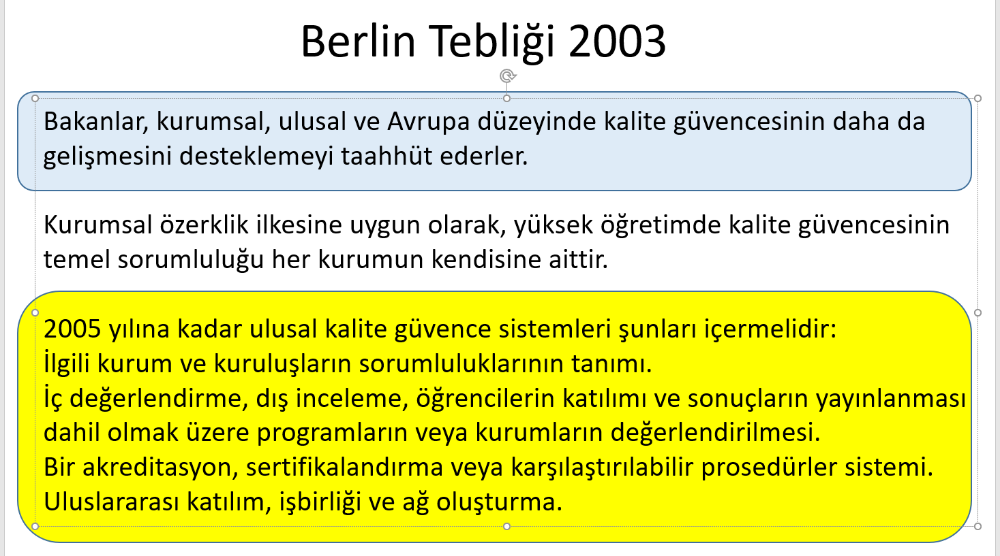 Berlin Tebliği 2003
Bakanlar, kurumsal, ulusal ve Avrupa düzeyinde kalite güvencesinin daha da
gelişmesini desteklemeyi taahhüt ederler.
Kurumsal özerklik ilkesine uygun olarak, yüksek öğretimde kalite güvencesinin
temel sorumluluğu her kurumun kendisine aittir.
2005 yılına kadar ulusal kalite güvence sistemleri şunları içermelidir:
İlgili kurum ve kuruluşların sorumluluklarının tanımı.
İç değerlendirme, dış inceleme, öğrencilerin katılımı ve sonuçların yayınlanması
dahil olmak üzere programların veya kurumların değerlendirilmesi.
Bir akreditasyon, sertifikalandırma veya karşılaştırılabilir prosedürler sistemi.
Uluslararası katılım, işbirliği ve ağ oluşturma.